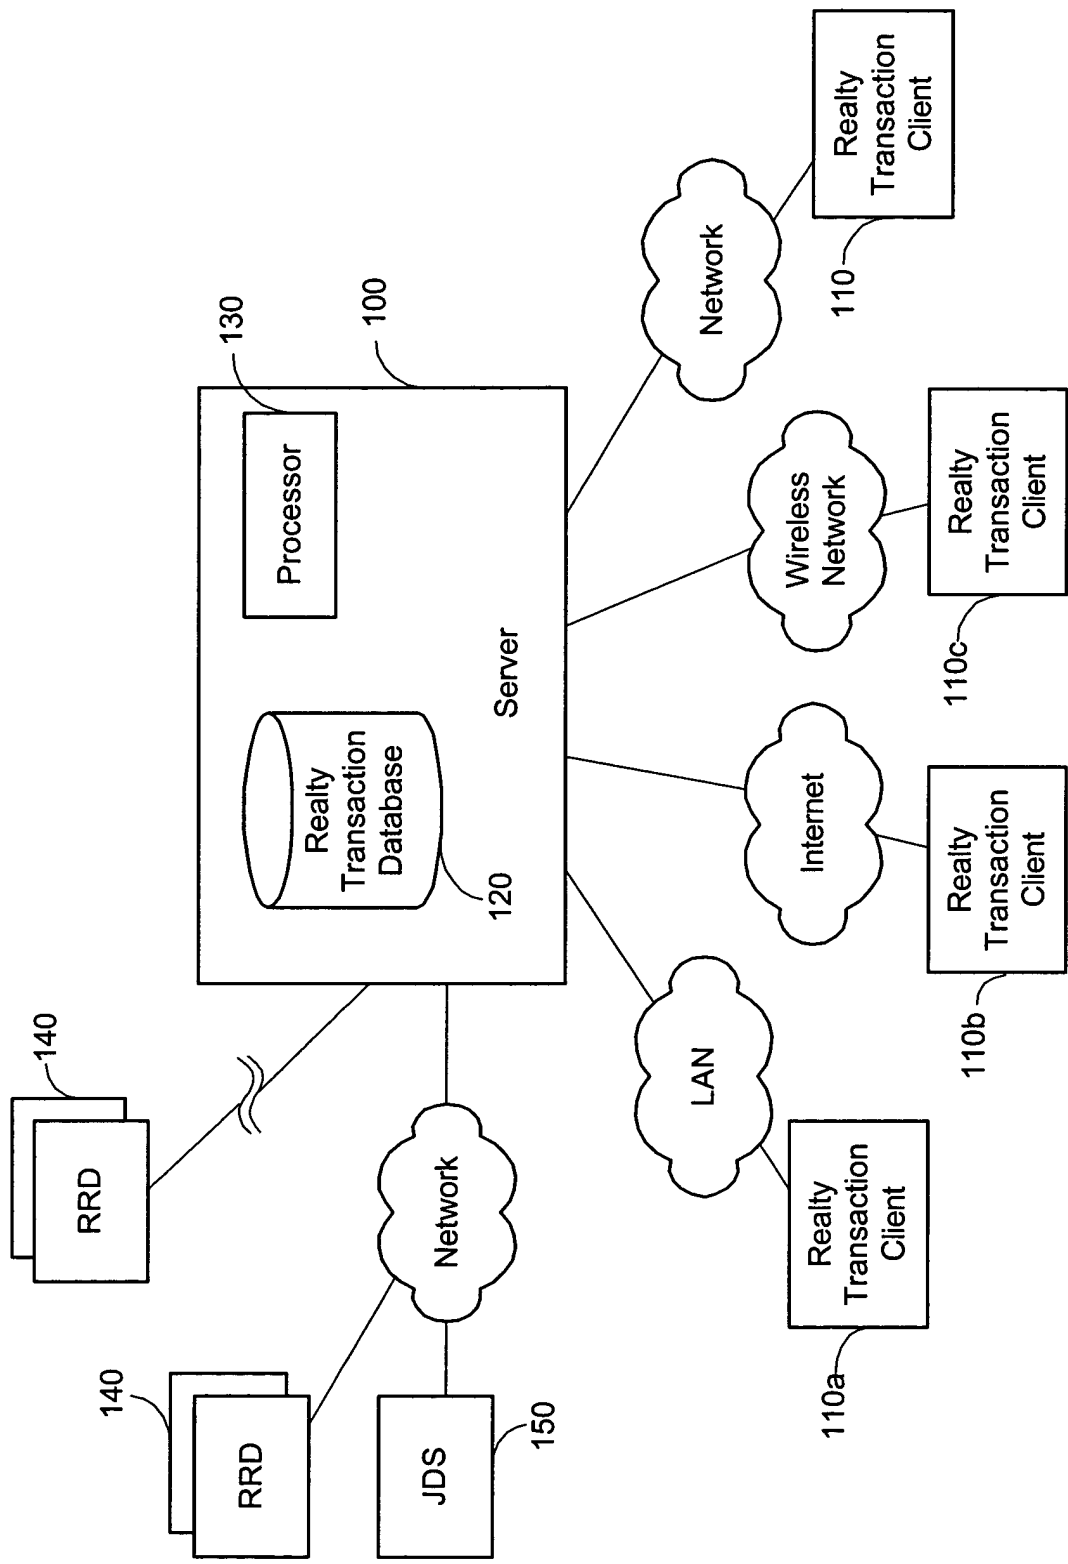 140
RRD
140
RRD
JDS
150
Network
130
Processor
100
Realty
Transaction
Database
120
Server
LAN
Internet
Wireless
Network
Network
Realty
Transaction
Client
110a
Realty
Transaction
Client
110b
Realty
Transaction
Client
110c
Realty
Transaction
Client
110